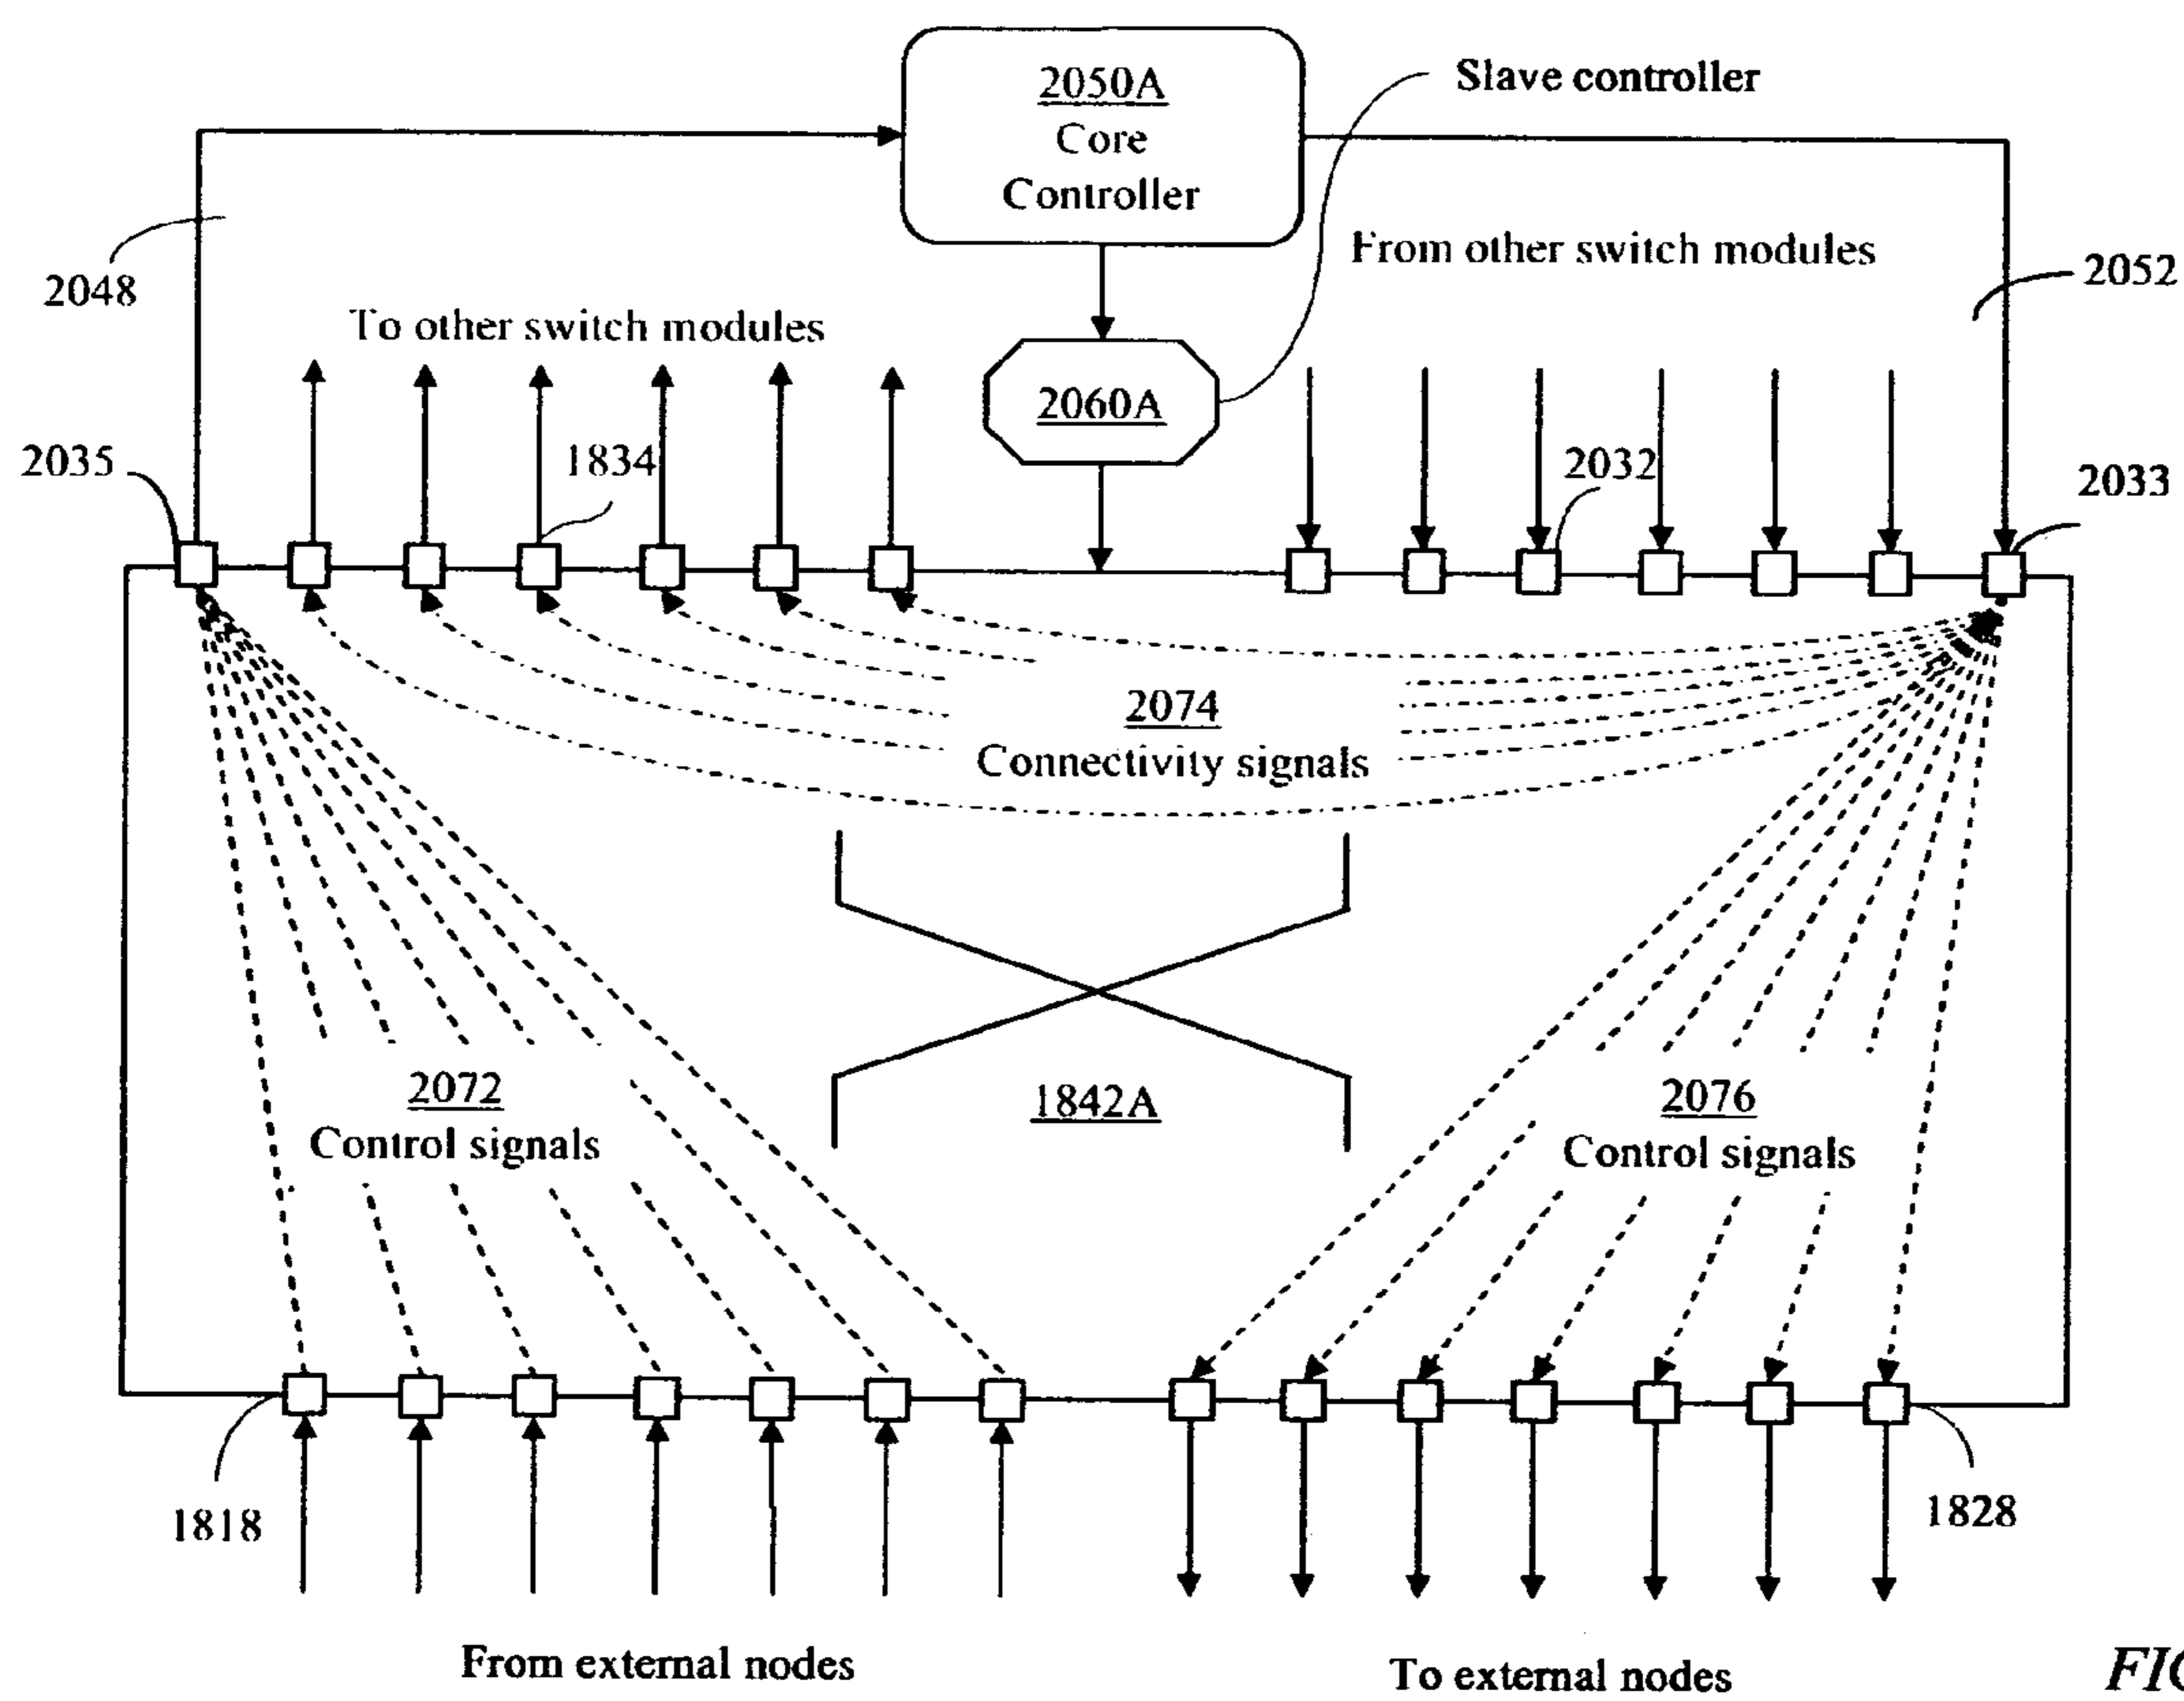 2050A
Core
Controller
Slave controller
From other switch modules
2048
2052
To other switch modules
2060A
2035
1834
2032
2033
2074
Connectivity signals
2072
Control signals
1842A
2076
Control signals
1818
1828
From external nodes
To external nodes